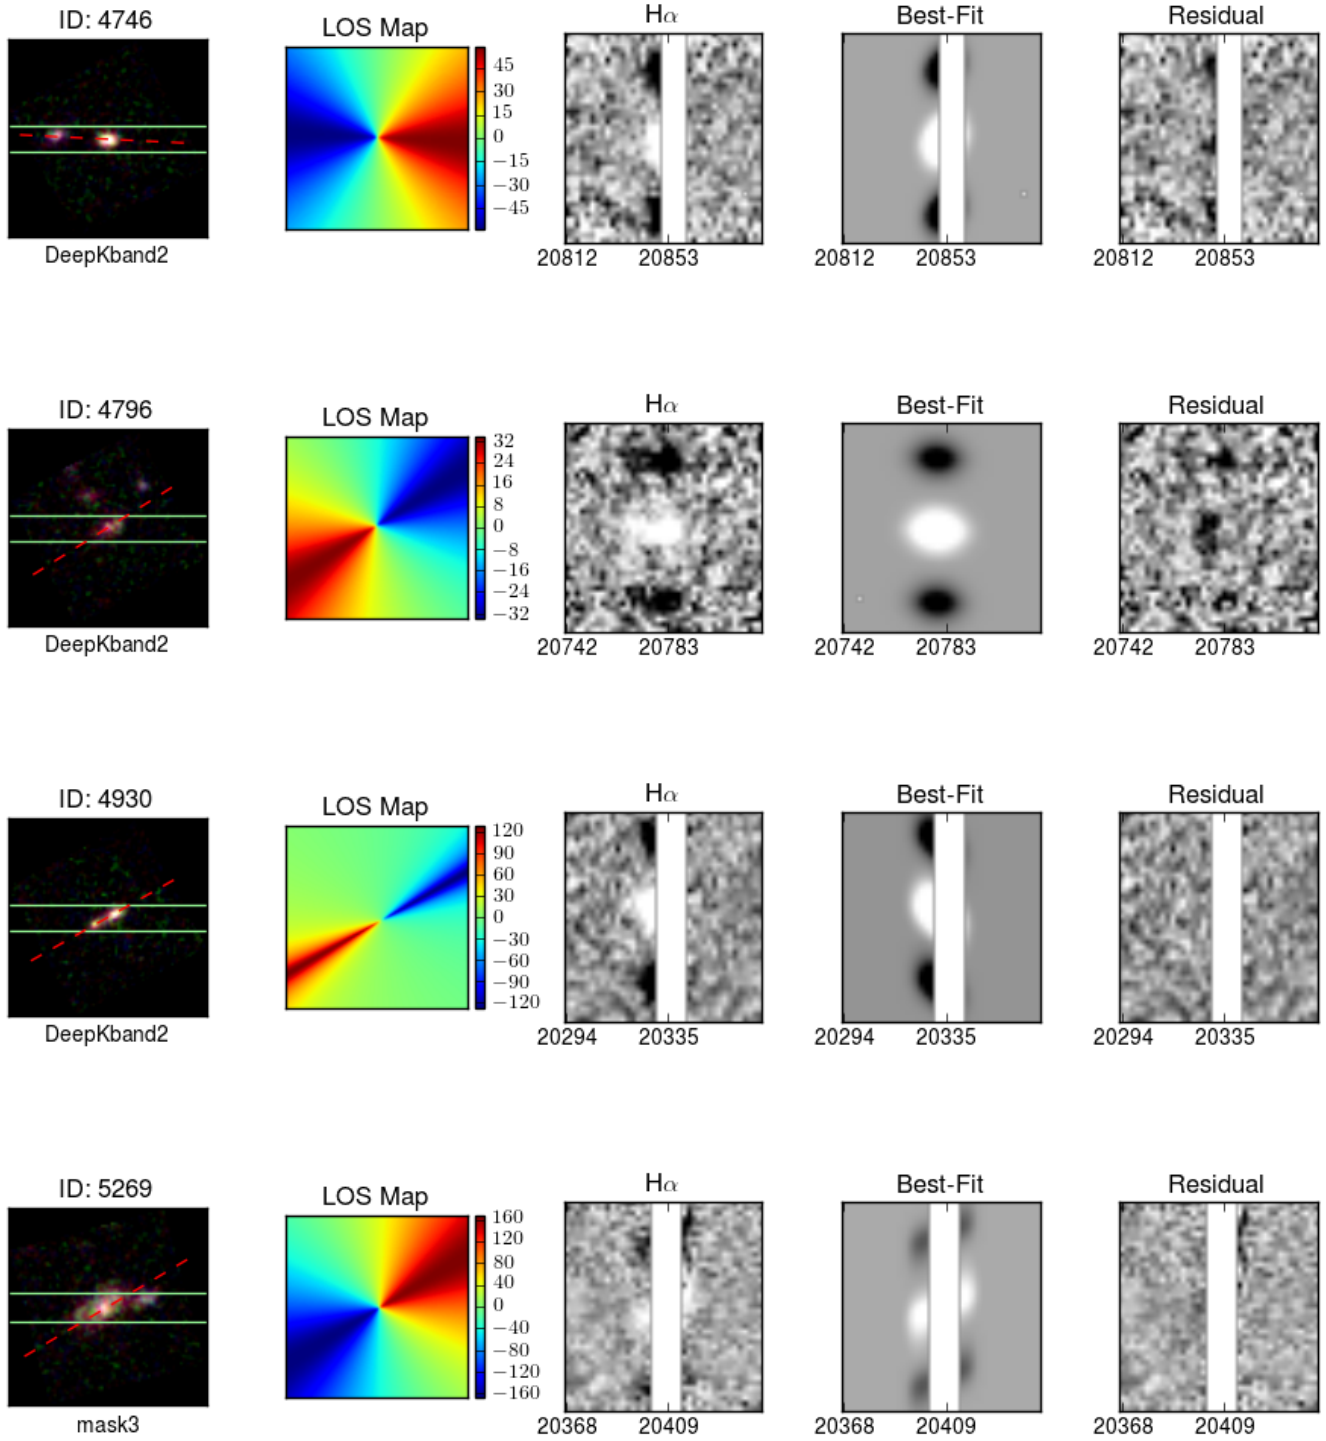 ID: 4746
LOS Map
Hα
Best-Fit
Residual
45
30
15
0
−15
−30
−45
DeepKband2
20812 20853
20812 20853
20812 20853
ID: 4796
LOS Map
Hα
Best-Fit
Residual
32
24
16
8
0
−8
−16
−24
−32
DeepKband2
20742 20783
20742 20783
20742 20783
ID: 4930
LOS Map
Hα
Best-Fit
Residual
120
90
60
30
0
−30
−60
−90
−120
DeepKband2
20294 20335
20294 20335
20294 20335
ID: 5269
LOS Map
Hα
Best-Fit
Residual
160
120
80
40
0
−40
−80
−120
−160
mask3
20368 20409
20368 20409
20368 20409